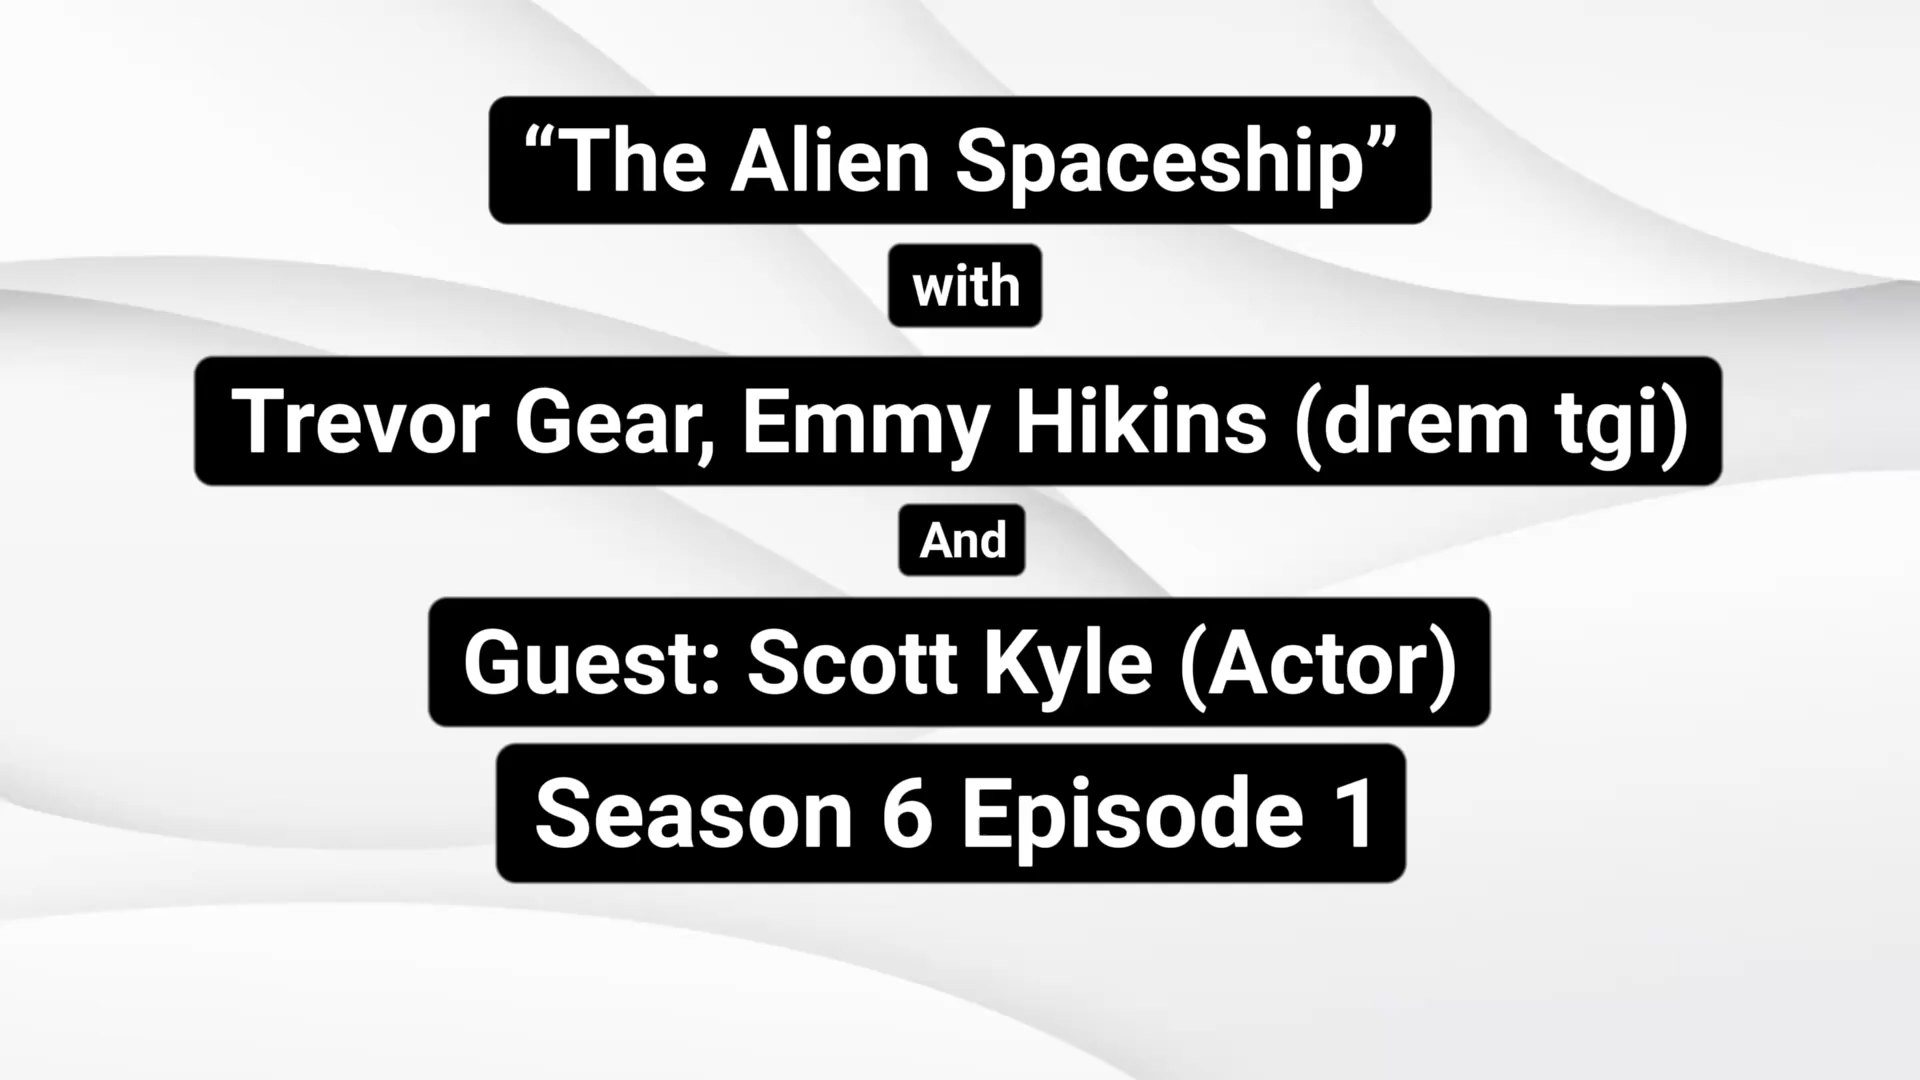 “The Alien Spaceship”
with
Trevor Gear, Emmy Hikins (drem tgi)
And
Guest: Scott Kyle (Actor)
Season 6 Episode 1